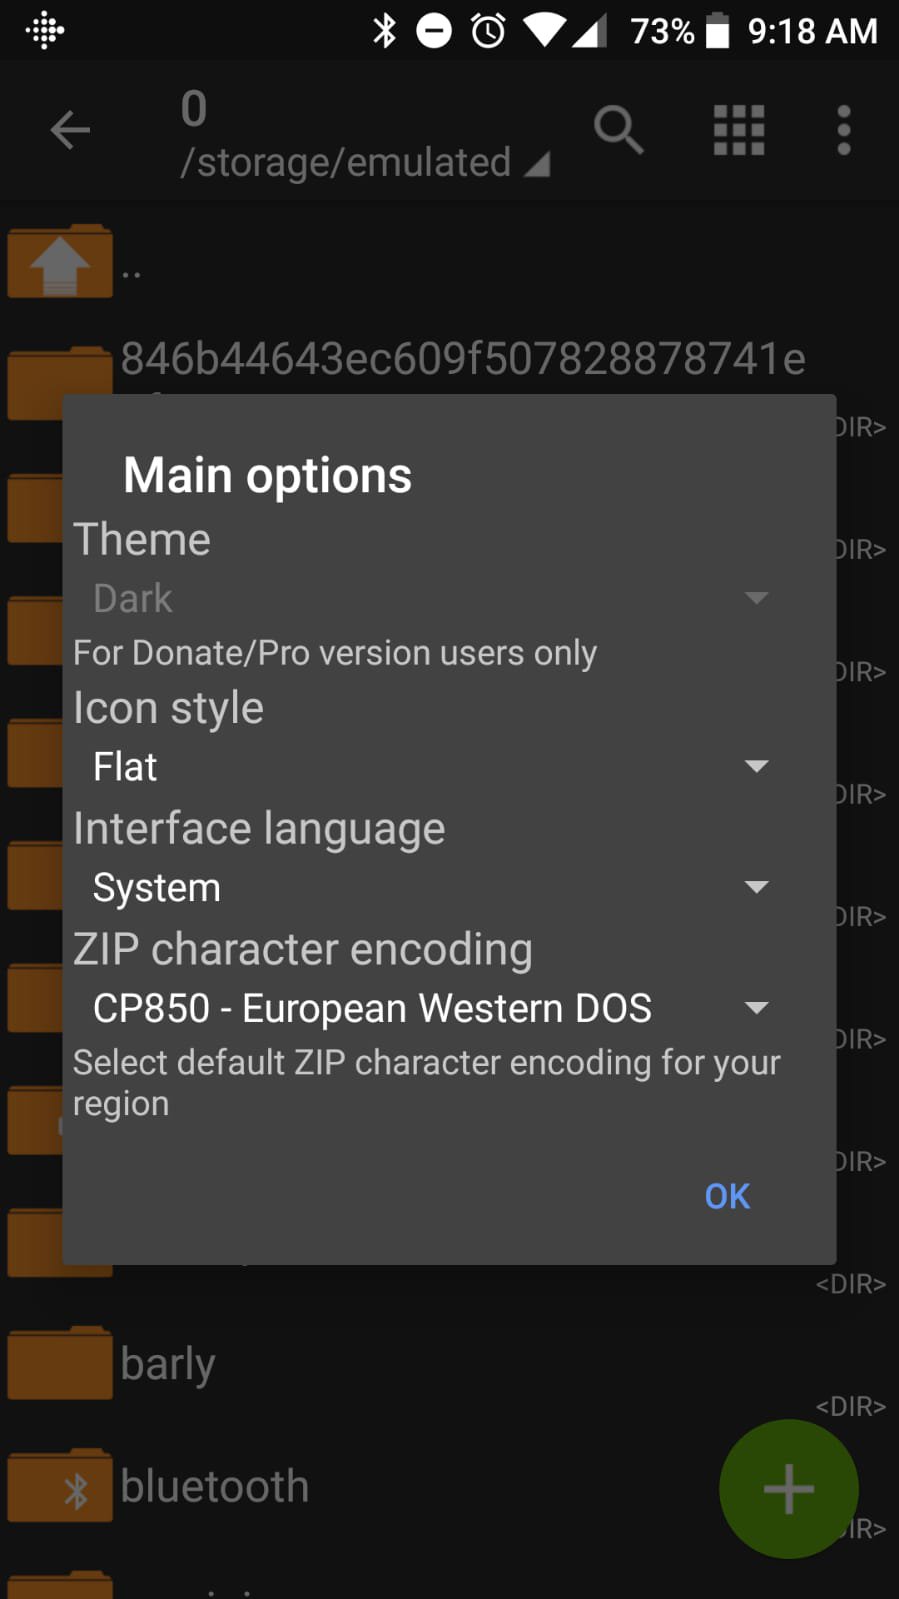 73% 9:18 AM
0
/storage/emulated
..
846b44643ec609f507828878741e
DIR>
Main options
Theme
DIR>
Dark
For Donate/Pro version users only
DIR>
Icon style
Flat
DIR>
Interface language
System
DIR>
ZIP character encoding
CP850 - European Western DOS
DIR>
Select default ZIP character encoding for your
region
DIR>
OK
<DIR>
barly
<DIR>
bluetooth
IR>